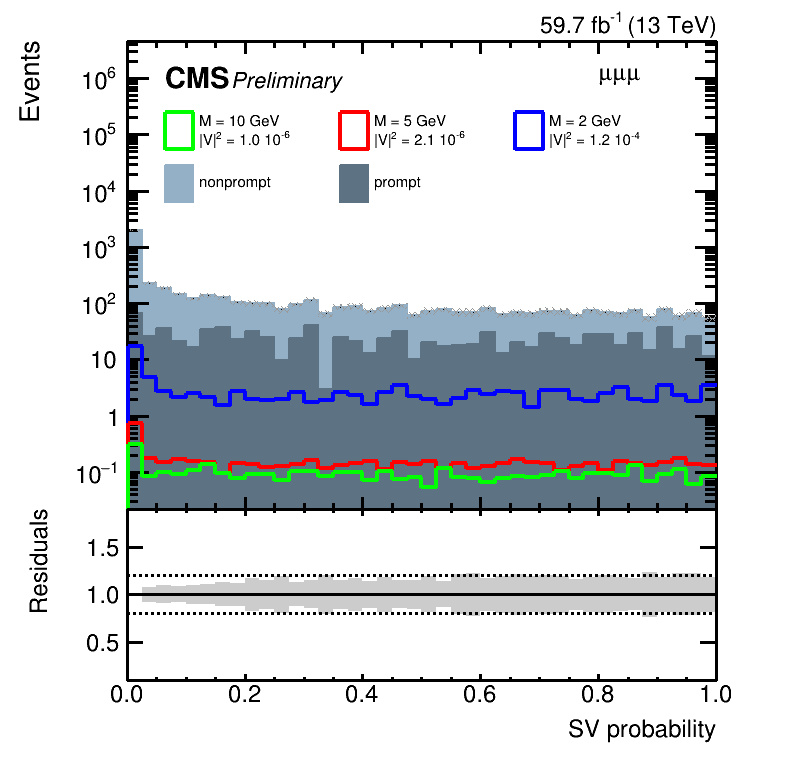 59.7 fb⁻¹ (13 TeV)
Events
CMS Preliminary
μμμ
M = 10 GeV
|V|² = 1.0 10⁻⁶
M = 5 GeV
|V|² = 2.1 10⁻⁶
M = 2 GeV
|V|² = 1.2 10⁻⁴
nonprompt
prompt
10⁶
10⁵
10⁴
10³
10²
10
1
10⁻¹
Residuals
1.5
1.0
0.5
0.0 0.2 0.4 0.6 0.8 1.0
SV probability